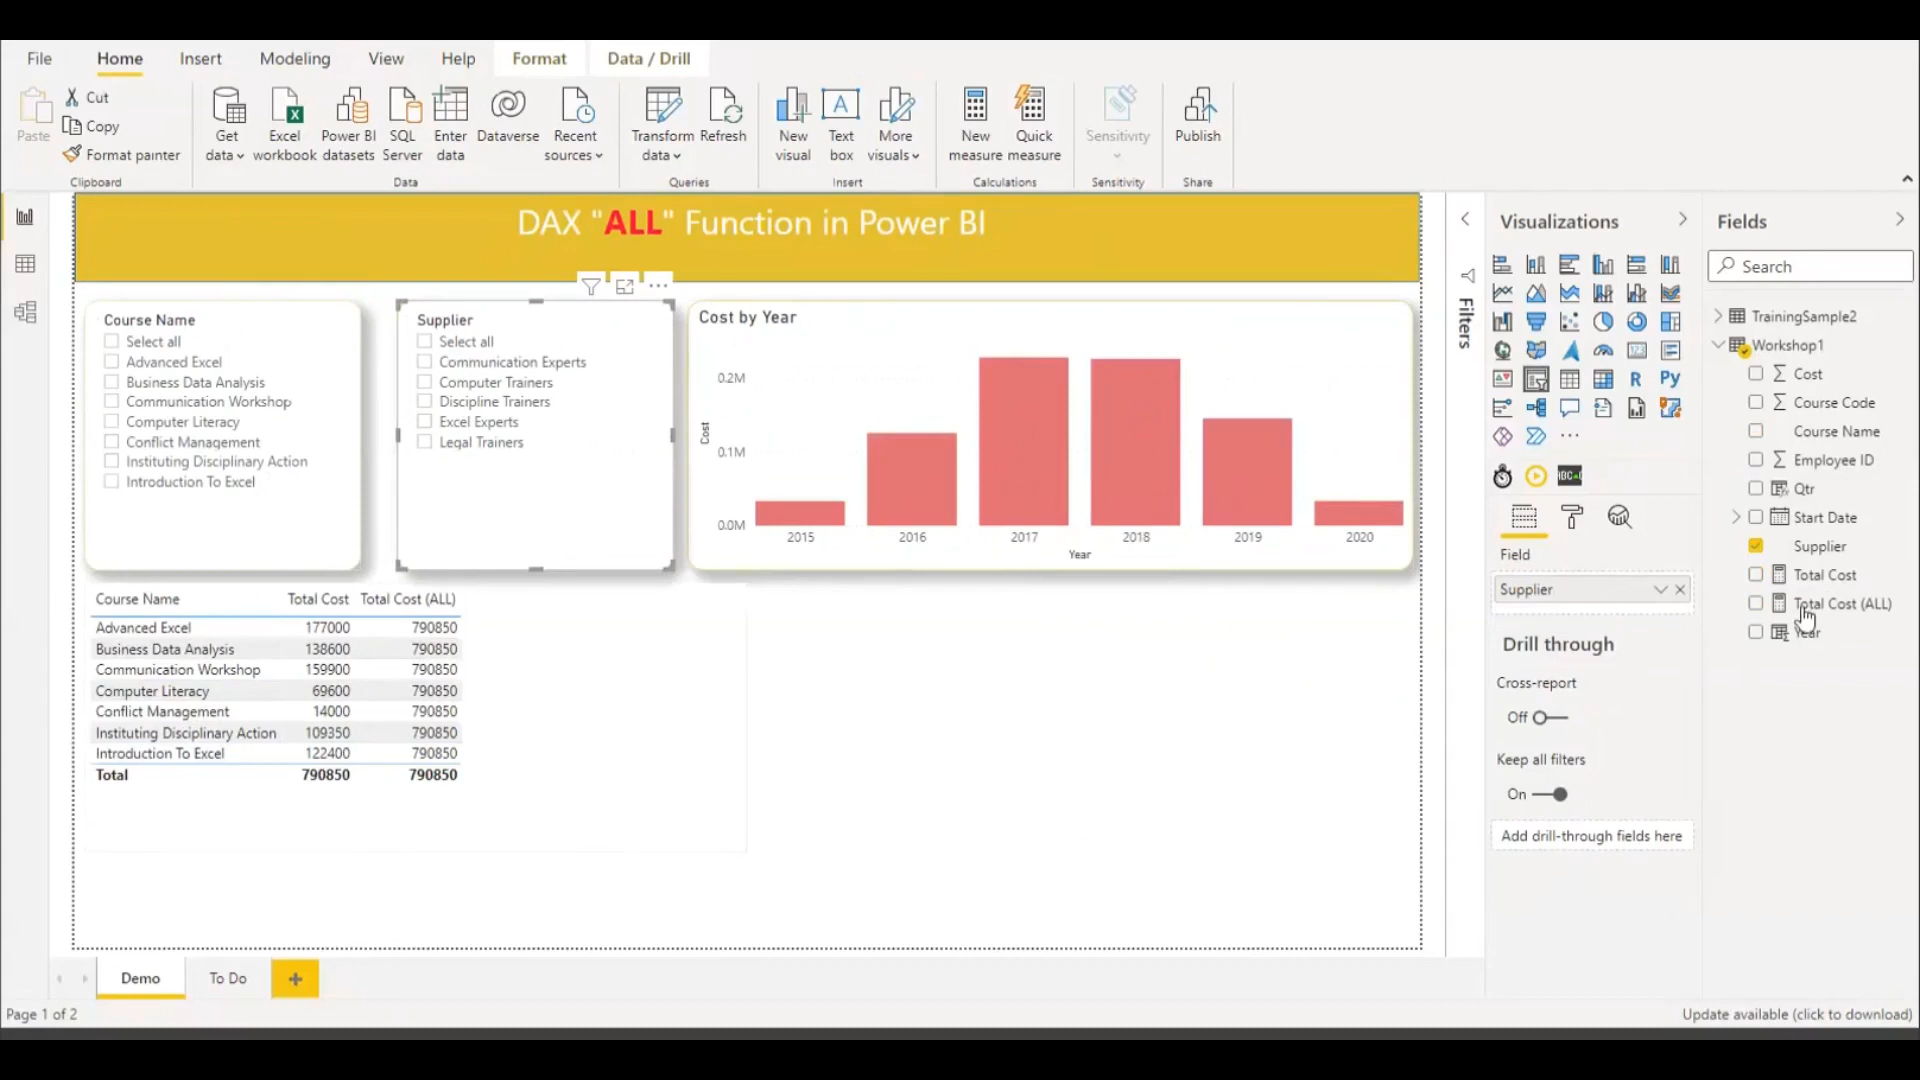 File Home Insert Modeling View Help Format Data / Drill
Paste
Cut
Copy
Format painter
Clipboard
Get data
Excel workbook
Power BI datasets
SQL Server
Enter data
Dataverse
Recent sources
Data
Transform data
Refresh
Queries
New visual
Text box
More visuals
Insert
New measure
Quick measure
Calculations
Sensitivity
Sensitivity
Publish
Share
DAX "ALL" Function in Power BI
Course Name
Select all
Advanced Excel
Business Data Analysis
Communication Workshop
Computer Literacy
Conflict Management
Instituting Disciplinary Action
Introduction To Excel
Supplier
Select all
Communication Experts
Computer Trainers
Discipline Trainers
Excel Experts
Legal Trainers
Cost by Year
0.2M
0.1M
0.0M
Cost
2015 2016 2017 2018 2019 2020
Year
Course Name Total Cost Total Cost (ALL)
Advanced Excel 177000 790850
Business Data Analysis 138600 790850
Communication Workshop 159900 790850
Computer Literacy 69600 790850
Conflict Management 14000 790850
Instituting Disciplinary Action 109350 790850
Introduction To Excel 122400 790850
Total 790850 790850
Filters
Visualizations
R Py
Field
Supplier
Drill through
Cross-report
Off
Keep all filters
On
Add drill-through fields here
Fields
Search
TrainingSample2
Workshop1
Cost
Course Code
Course Name
Employee ID
Qtr
Start Date
Supplier
Total Cost
Total Cost (ALL)
Year
Demo To Do +
Page 1 of 2
Update available (click to download)